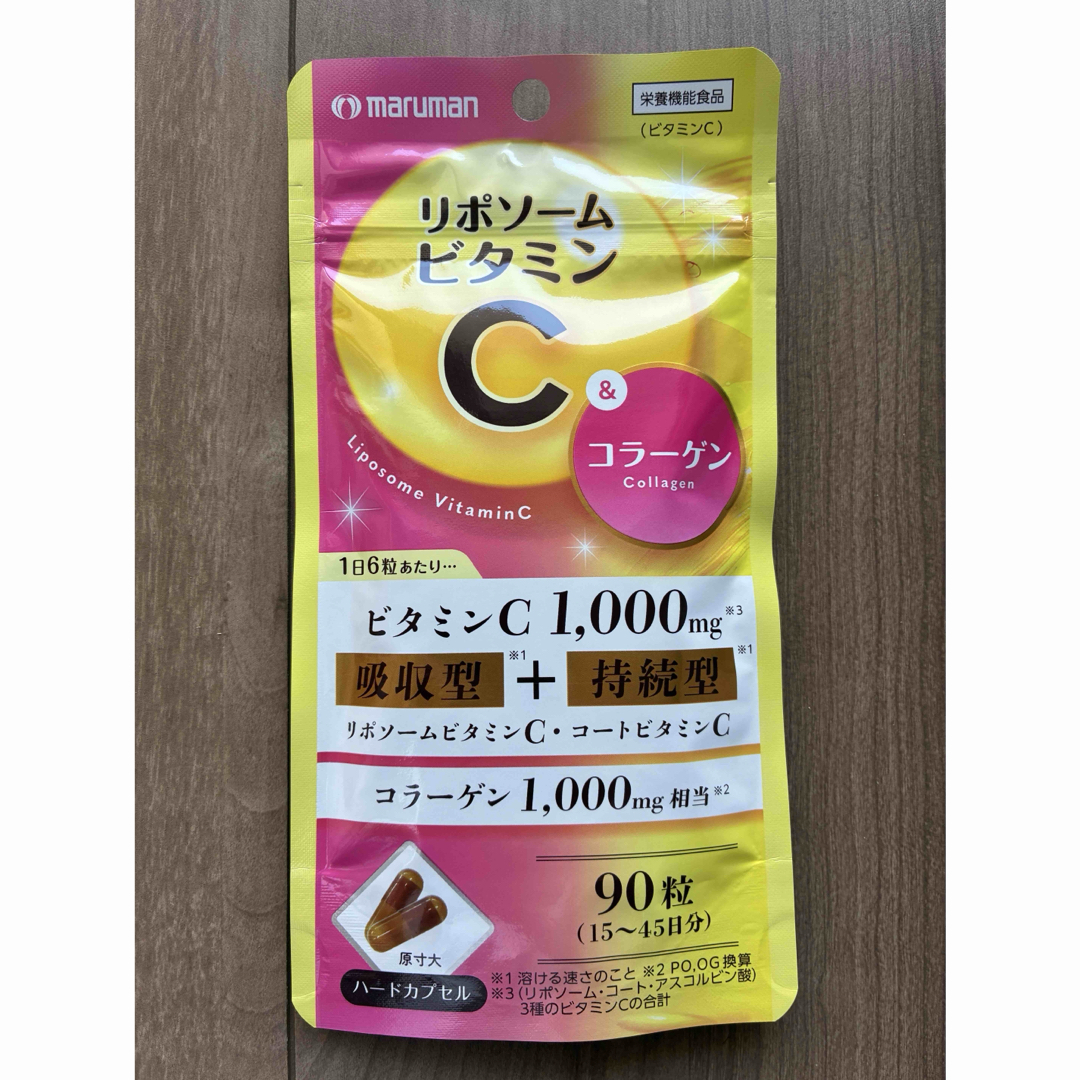 maruman
栄養機能食品
(ビタミンC)
リポソーム
ビタミン
C
&
コラーゲン
Collagen
Liposome VitaminC
1日6粒あたり…
ビタミンC 1,000mg※3
吸収型※1 + 持続型※1
リポソームビタミンC・コートビタミンC
コラーゲン 1,000mg 相当※2
90粒
(15〜45日分)
原寸大
ハードカプセル
※1 溶ける速さのこと ※2 PO,OG換算
※3 (リポソーム・コート・アスコルビン酸)
3種のビタミンCの合計